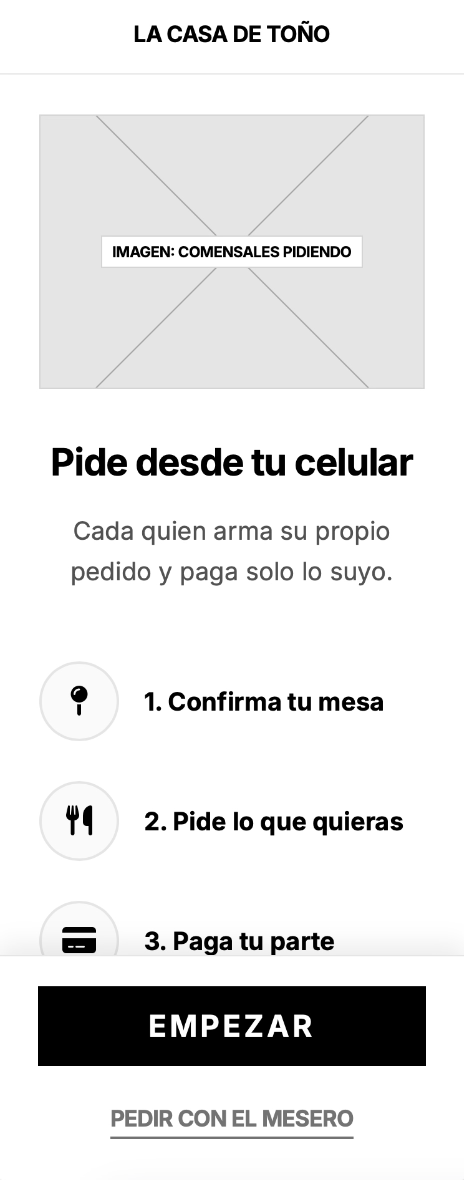 LA CASA DE TOÑO
IMAGEN: COMENSALES PIDIENDO
Pide desde tu celular
Cada quien arma su propio
pedido y paga solo lo suyo.
1. Confirma tu mesa
2. Pide lo que quieras
3. Paga tu parte
EMPEZAR
PEDIR CON EL MESERO